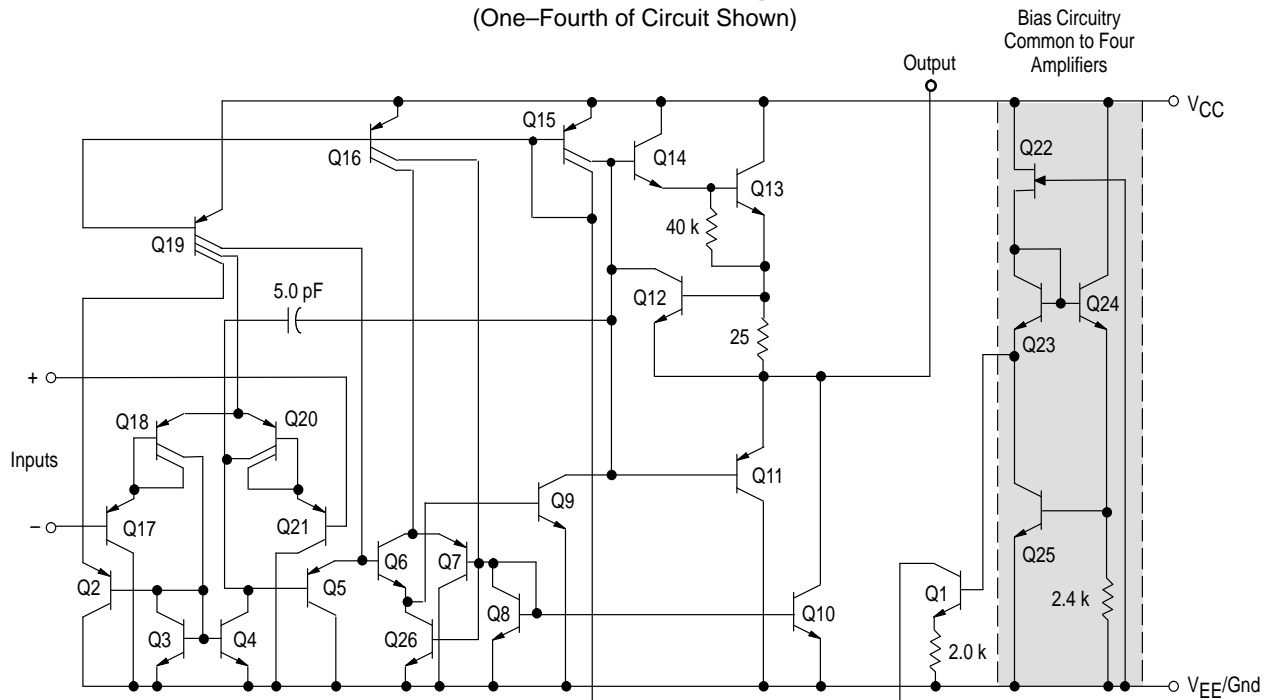 (One–Fourth of Circuit Shown)
Bias Circuitry
Common to Four
Amplifiers
Output
VCC
Q15
Q22
Q16
Q14
Q13
40 k
Q19
5.0 pF
Q12
Q24
25
Q23
+
Q18
Q20
Inputs
Q11
Q9
–
Q17
Q21
Q25
Q2
Q5
Q6
Q7
Q1
2.4 k
Q3
Q4
Q26
Q8
Q10
2.0 k
VEE/Gnd